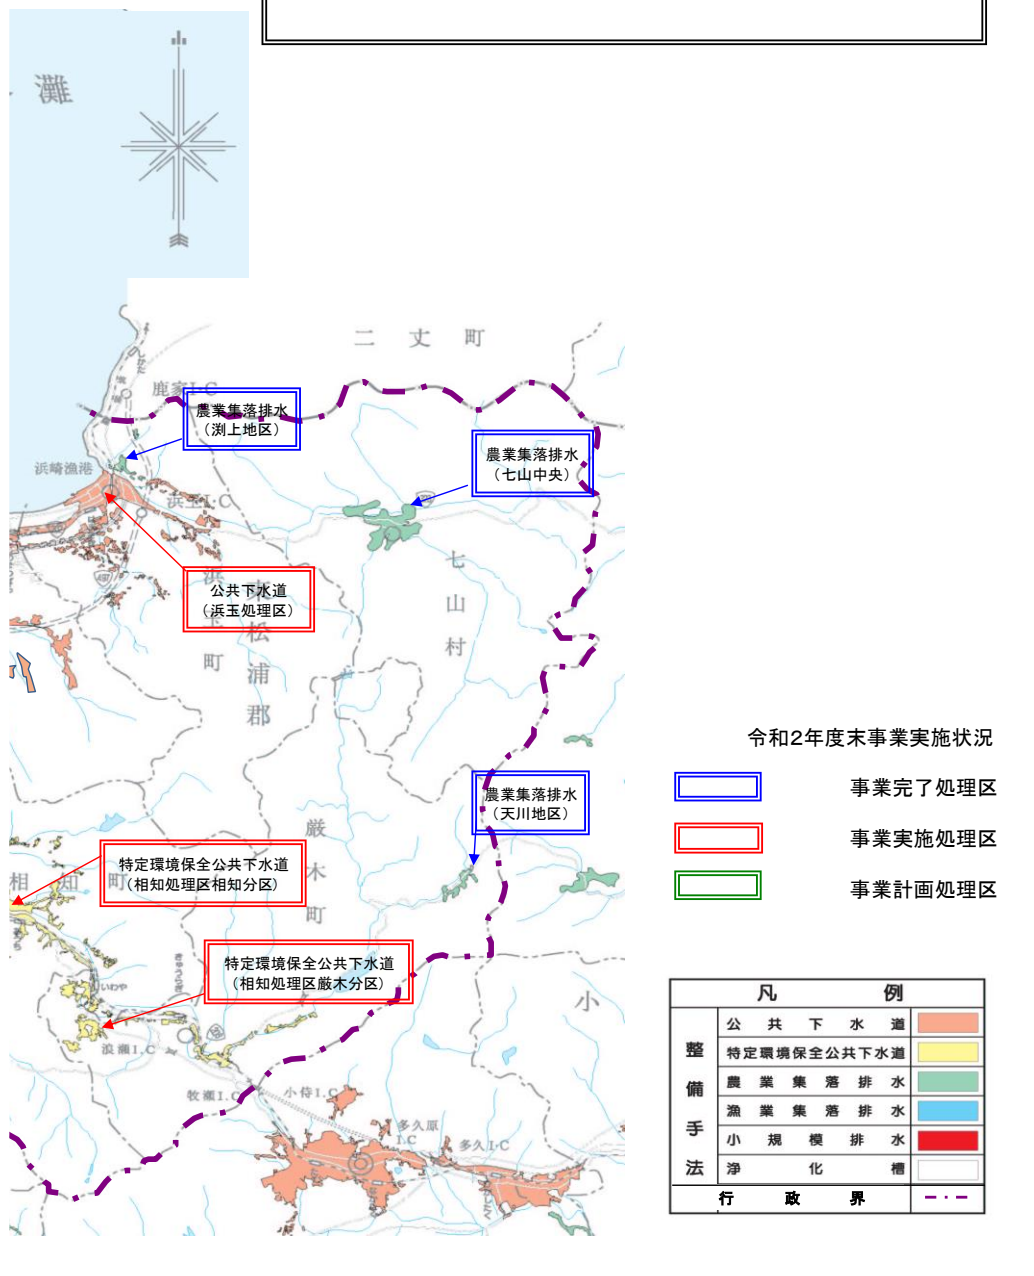 灘
二丈町
鹿家I・C
農業集落排水
（渕上地区）
農業集落排水
（七山中央）
浜崎漁港
浜玉I・C
公共下水道
（浜玉処理区）
浜玉町
東松浦郡
七山村
令和2年度末事業実施状況
事業完了処理区
事業実施処理区
事業計画処理区
農業集落排水
（天川地区）
厳木町
特定環境保全公共下水道
（相知処理区相知分区）
相知町
特定環境保全公共下水道
（相知処理区厳木分区）
いわや
浪瀬I.C
牧瀬I.C
小侍I.C
小
多久原
I.C
多久I・C
凡例
整備手法
公共下水道
特定環境保全公共下水道
農業集落排水
漁業集落排水
小規模排水
浄化槽
行政界